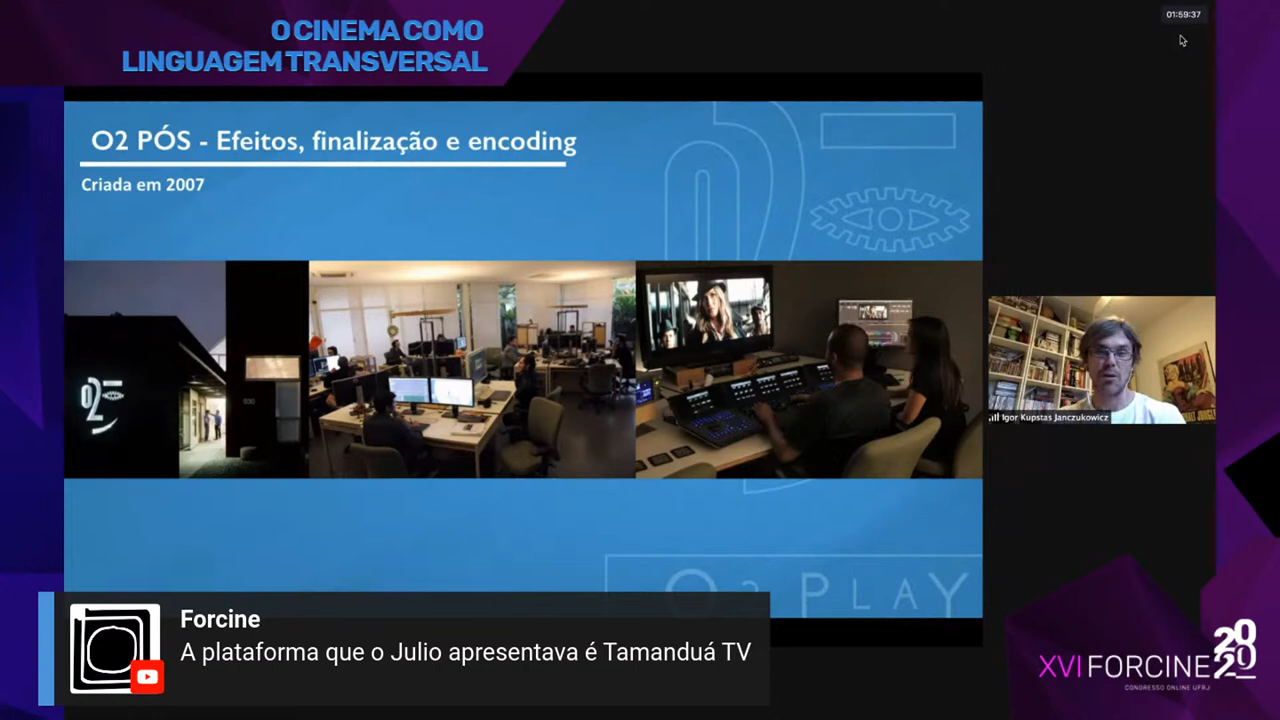 O CINEMA COMO
LINGUAGEM TRANSVERSAL
01:59:37
O2 PÓS - Efeitos, finalização e encoding
Criada em 2007
O2
Igor Kupstas Janczukowicz
O2 PLAY
Forcine
A plataforma que o Julio apresentava é Tamanduá TV
XVI FORCINE 2020
CONGRESSO ONLINE UFRJ